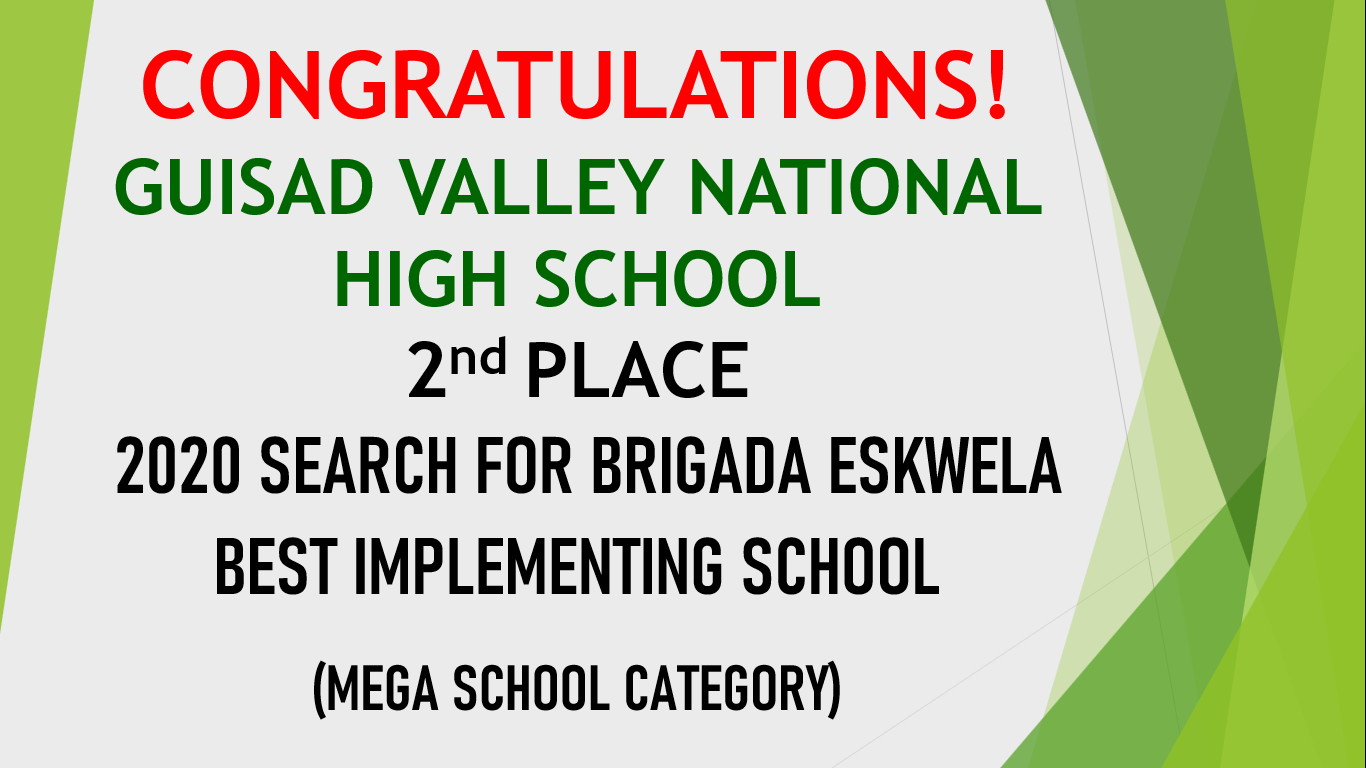 CONGRATULATIONS!
GUISAD VALLEY NATIONAL
HIGH SCHOOL
2nd PLACE
2020 SEARCH FOR BRIGADA ESKWELA
BEST IMPLEMENTING SCHOOL
(MEGA SCHOOL CATEGORY)